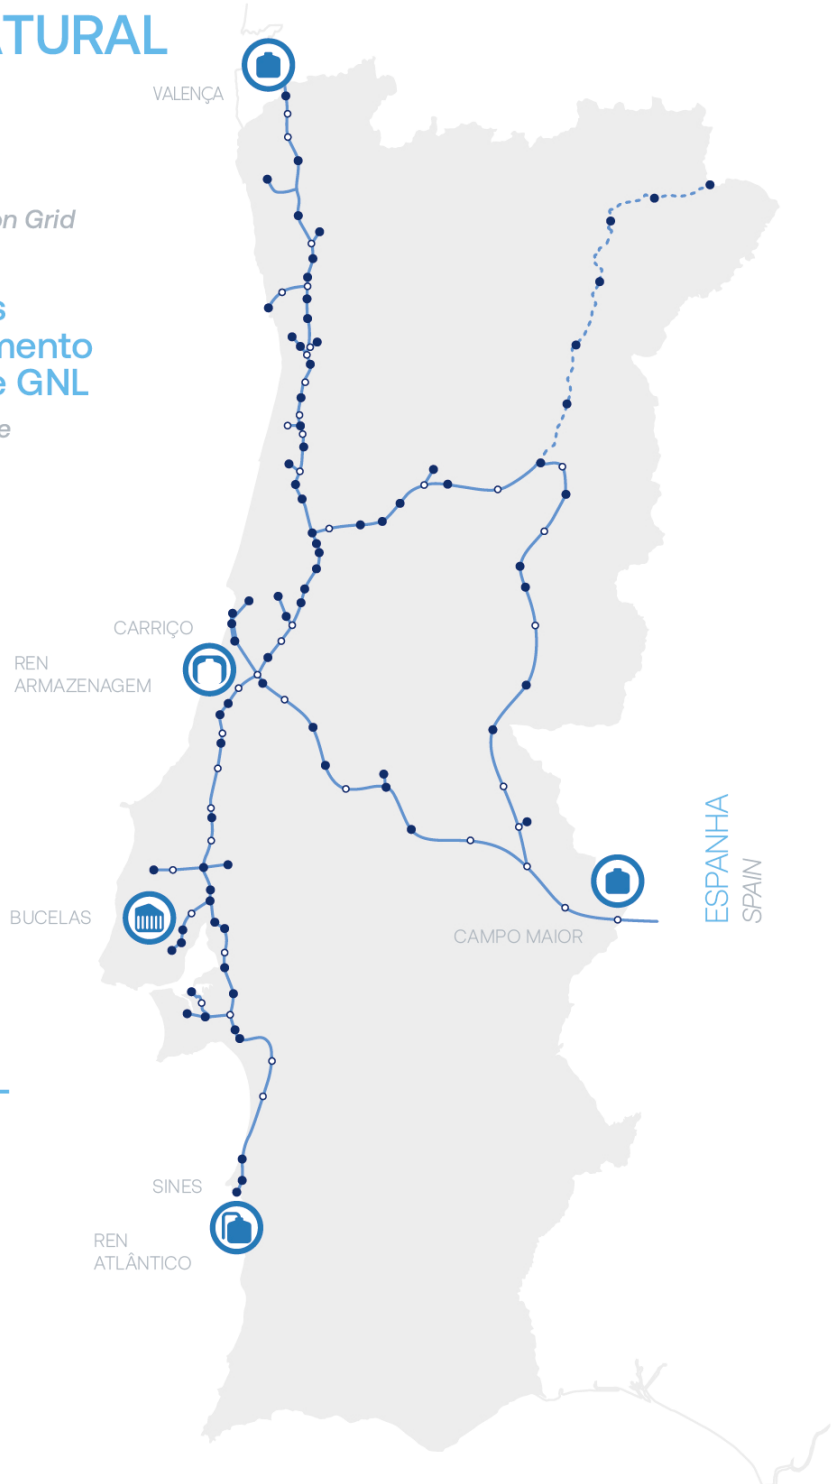 ATURAL
VALENÇA
on Grid
s
mento
e GNL
e
CARRIÇO
REN
ARMAZENAGEM
ESPANHA
SPAIN
BUCELAS
CAMPO MAIOR
SINES
REN
ATLÂNTICO